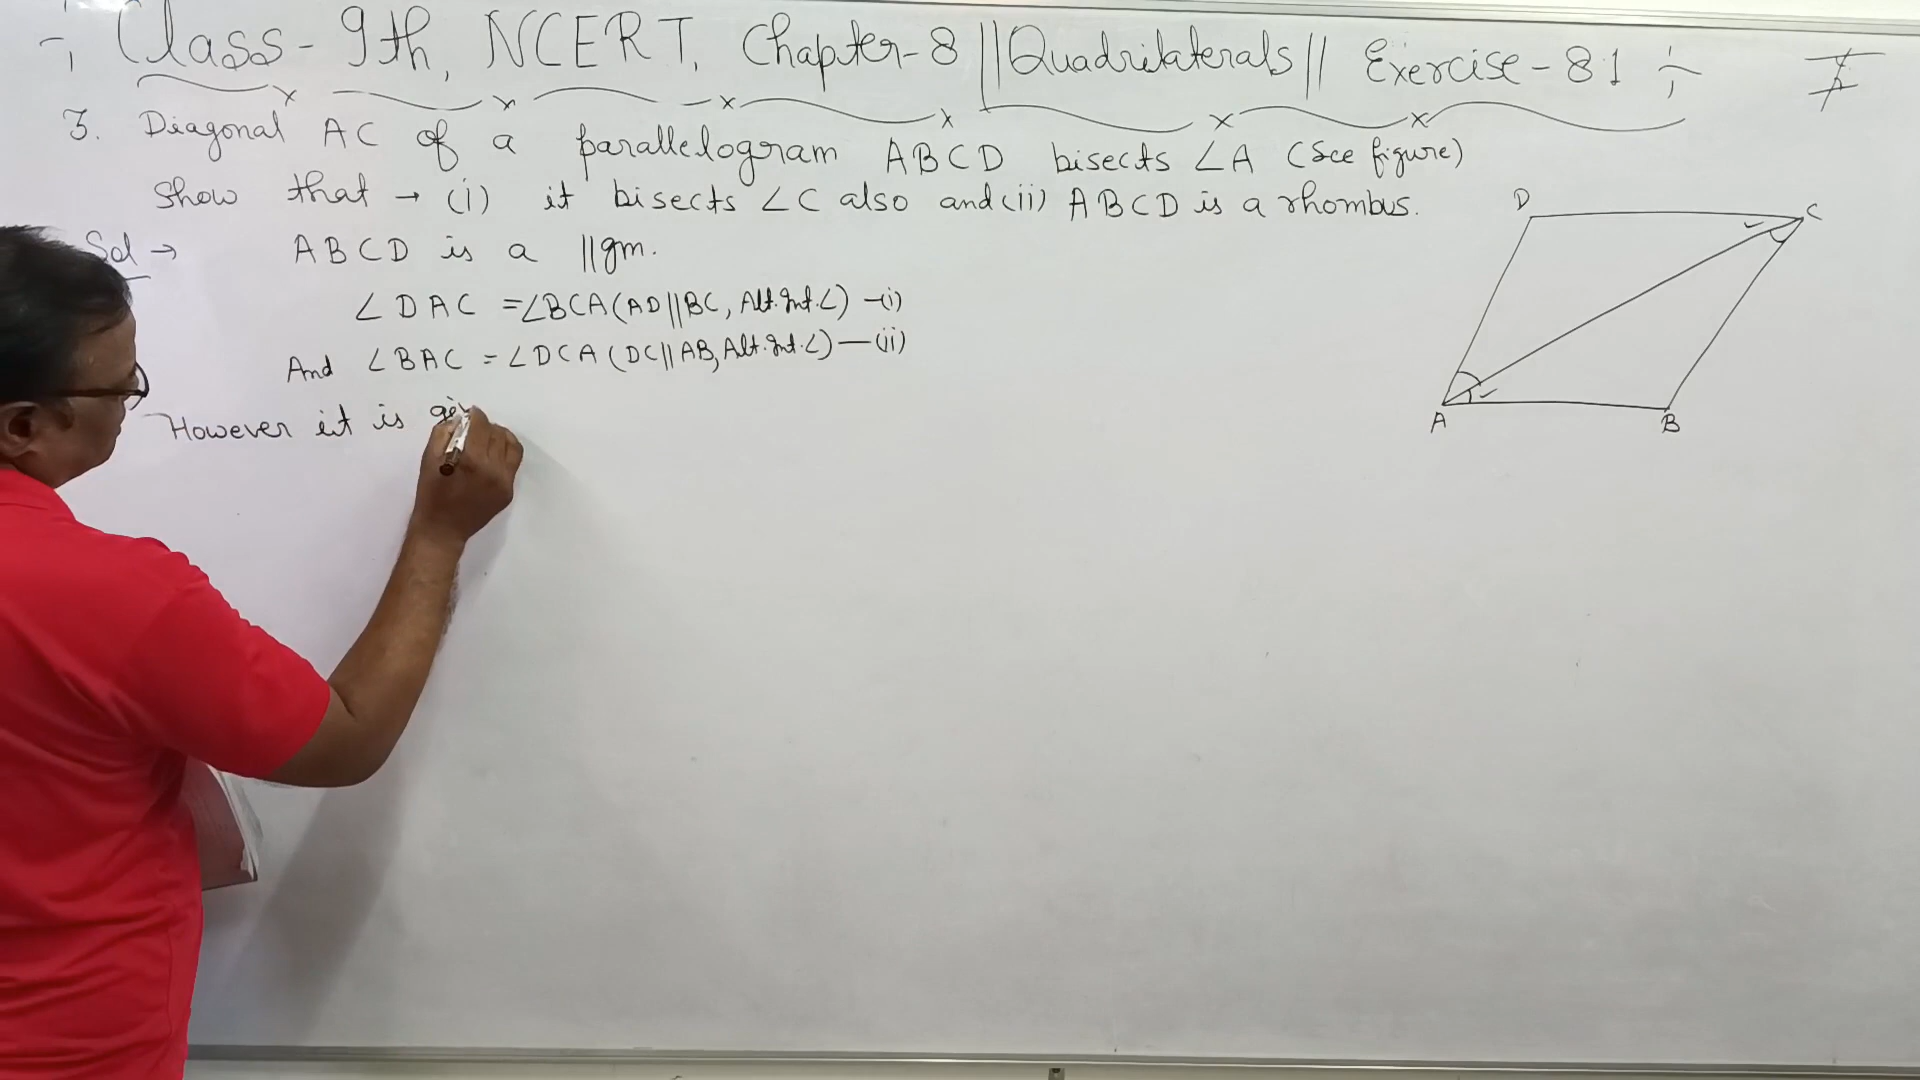 ÷ Class - 9th, NCERT, Chapter-8 || Quadrilaterals || Exercise - 8.1 ÷
3. Diagonal AC of a parallelogram ABCD bisects ∠A (See figure)
Show that → (i) it bisects ∠C also and (ii) ABCD is a rhombus.
Sol → ABCD is a ||gm.
∠DAC = ∠BCA (AD||BC, Alt. Int. ∠) - (i)
And ∠BAC = ∠DCA (DC||AB, Alt. Int. ∠) — (ii)
However it is giv
D C
A B